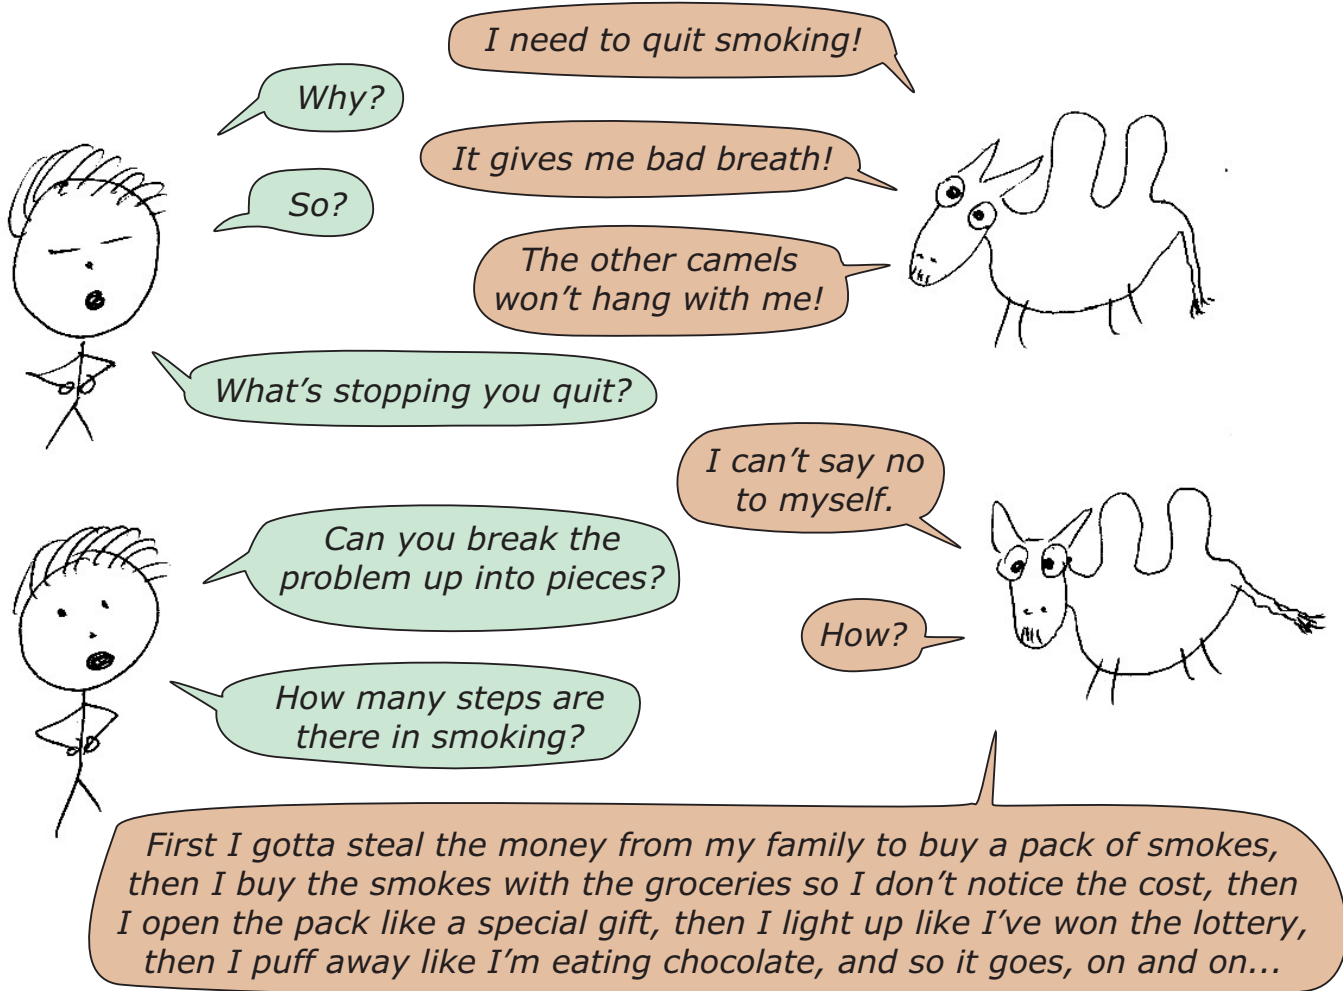 I need to quit smoking!
Why?
It gives me bad breath!
So?
The other camels
won't hang with me!
What's stopping you quit?
I can't say no
to myself.
Can you break the
problem up into pieces?
How?
How many steps are
there in smoking?
First I gotta steal the money from my family to buy a pack of smokes,
then I buy the smokes with the groceries so I don't notice the cost, then
I open the pack like a special gift, then I light up like I've won the lottery,
then I puff away like I'm eating chocolate, and so it goes, on and on...